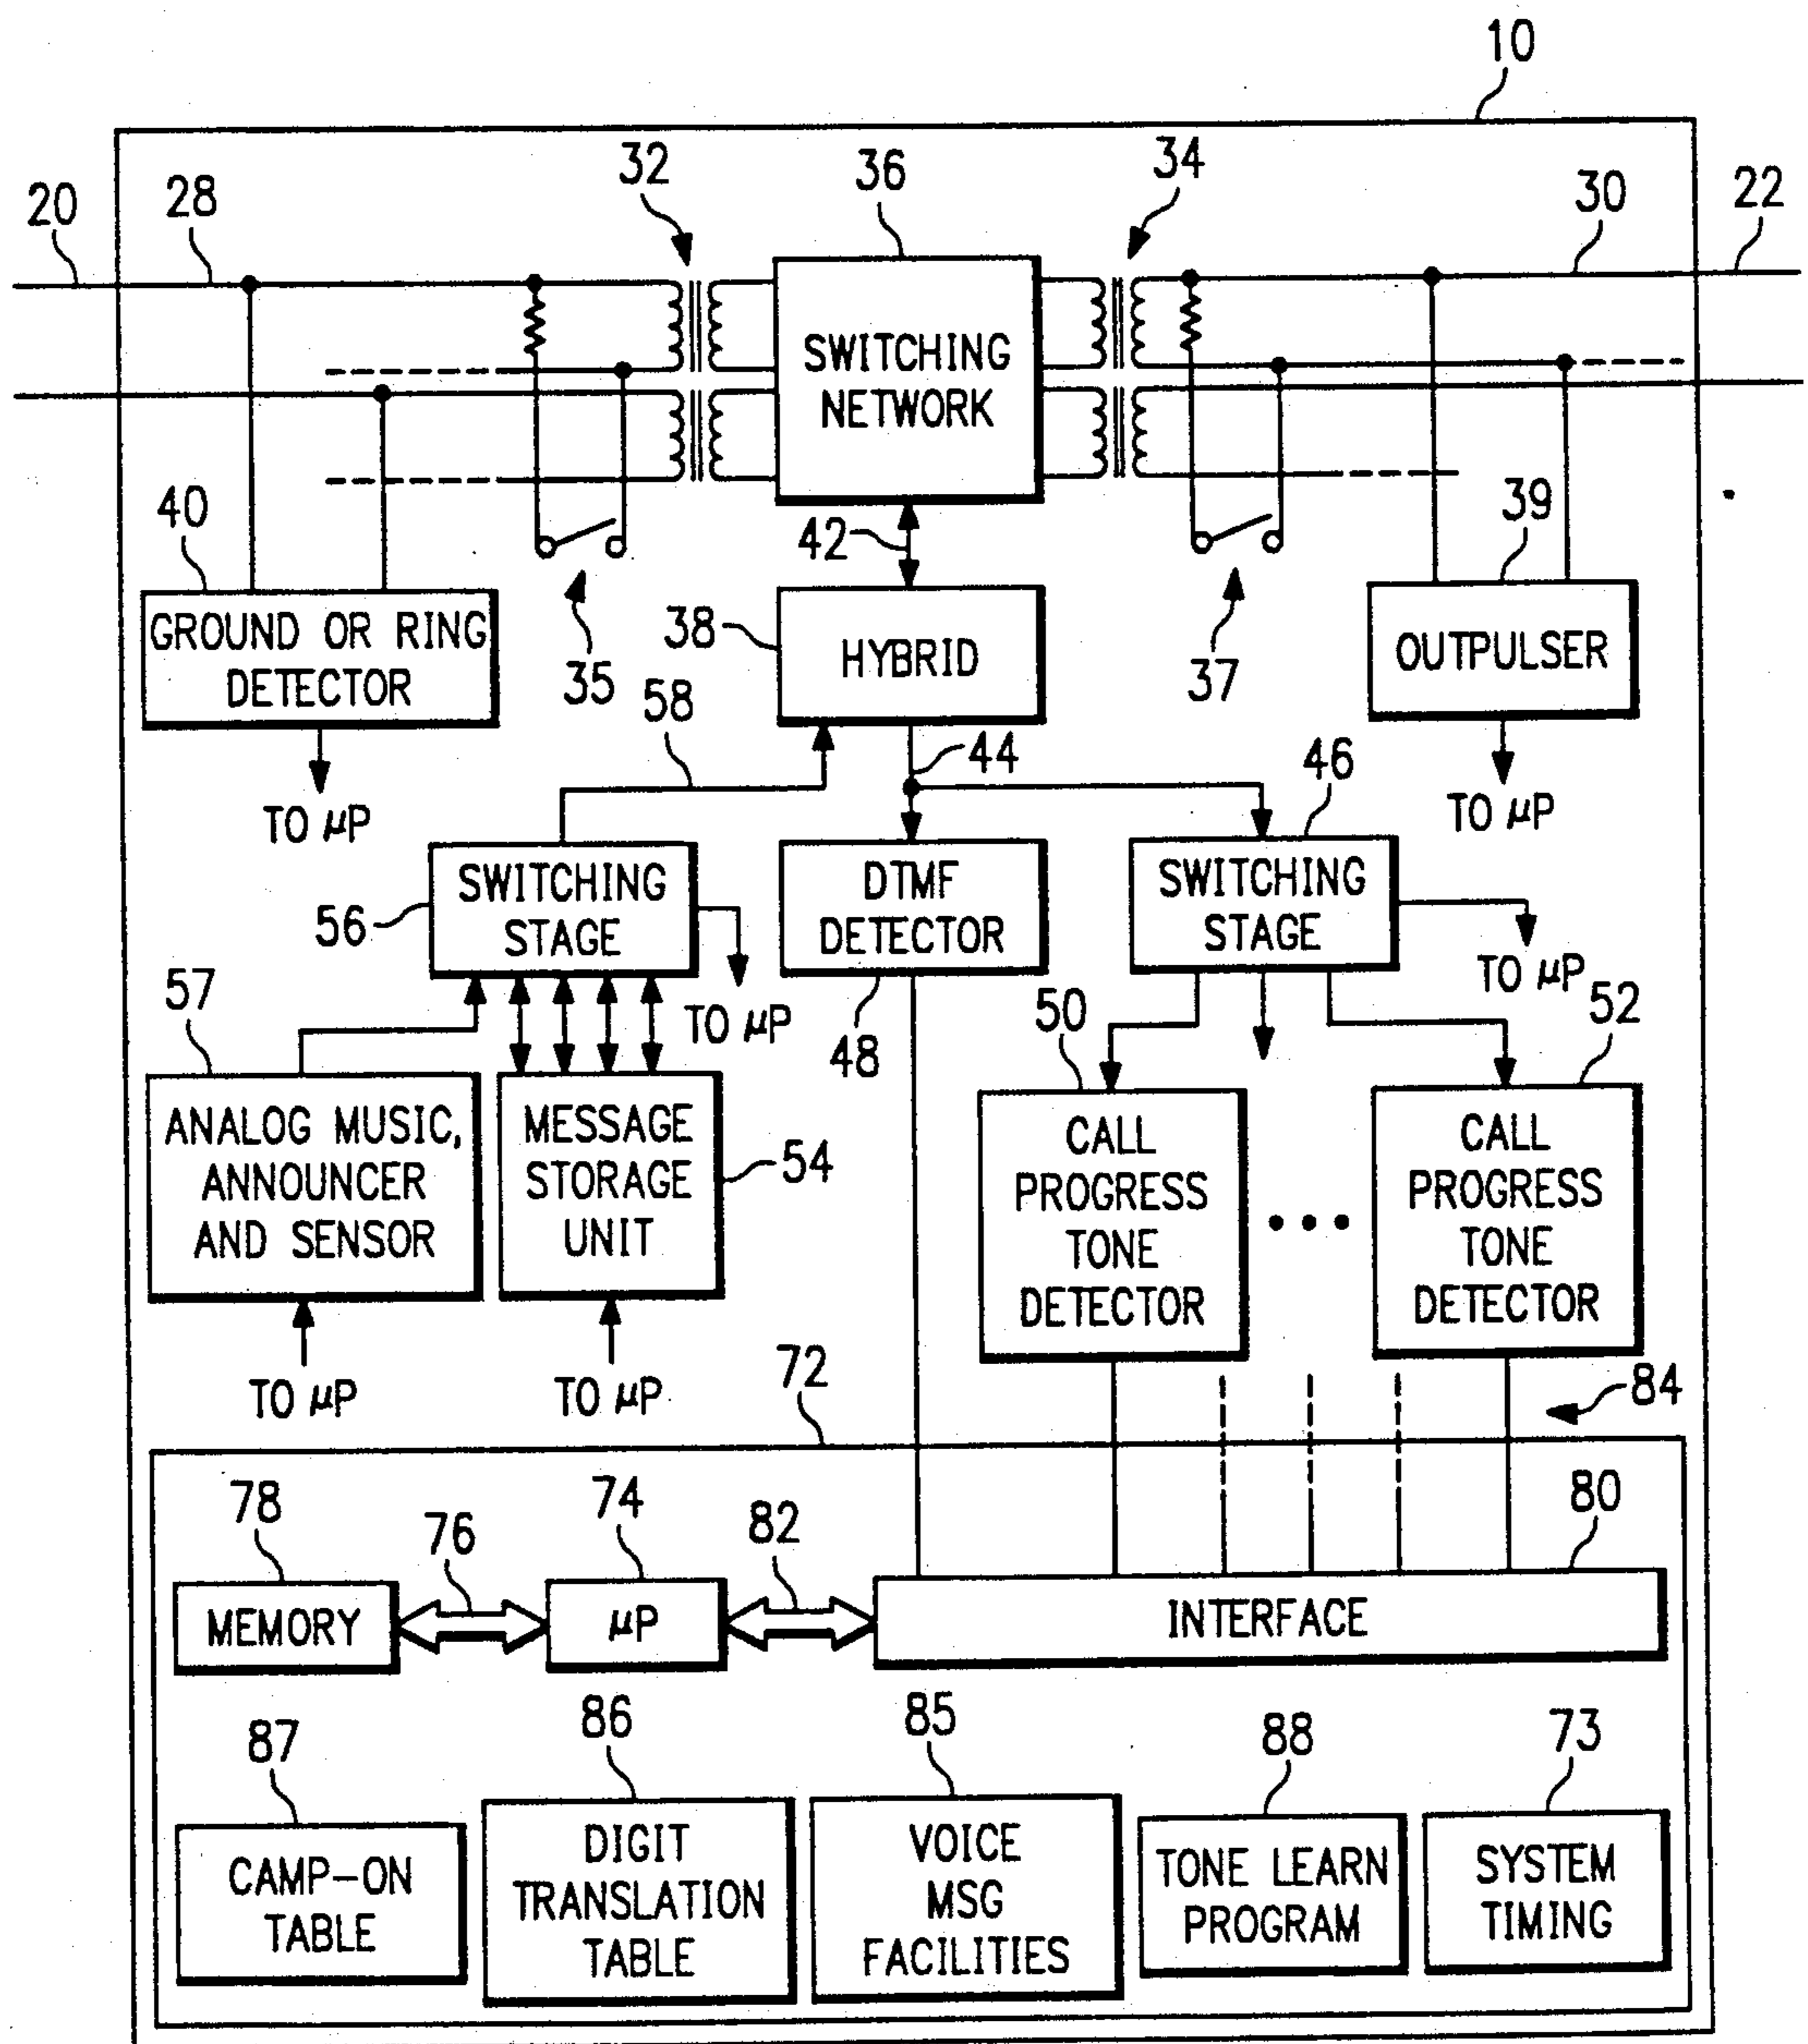 10
32
36
34
20
28
30
22
SWITCHING
NETWORK
40
42
39
GROUND OR RING
DETECTOR
35
38
HYBRID
37
OUTPULSER
58
44
46
TO μP
TO μP
56
SWITCHING
STAGE
DTMF
DETECTOR
SWITCHING
STAGE
57
TO μP
48
50
TO μP
52
ANALOG MUSIC,
ANNOUNCER
AND SENSOR
MESSAGE
STORAGE
UNIT
54
CALL
PROGRESS
TONE
DETECTOR
CALL
PROGRESS
TONE
DETECTOR
TO μP
TO μP
72
84
78
76
74
82
80
MEMORY
μP
INTERFACE
87
86
85
88
73
CAMP-ON
TABLE
DIGIT
TRANSLATION
TABLE
VOICE
MSG
FACILITIES
TONE LEARN
PROGRAM
SYSTEM
TIMING